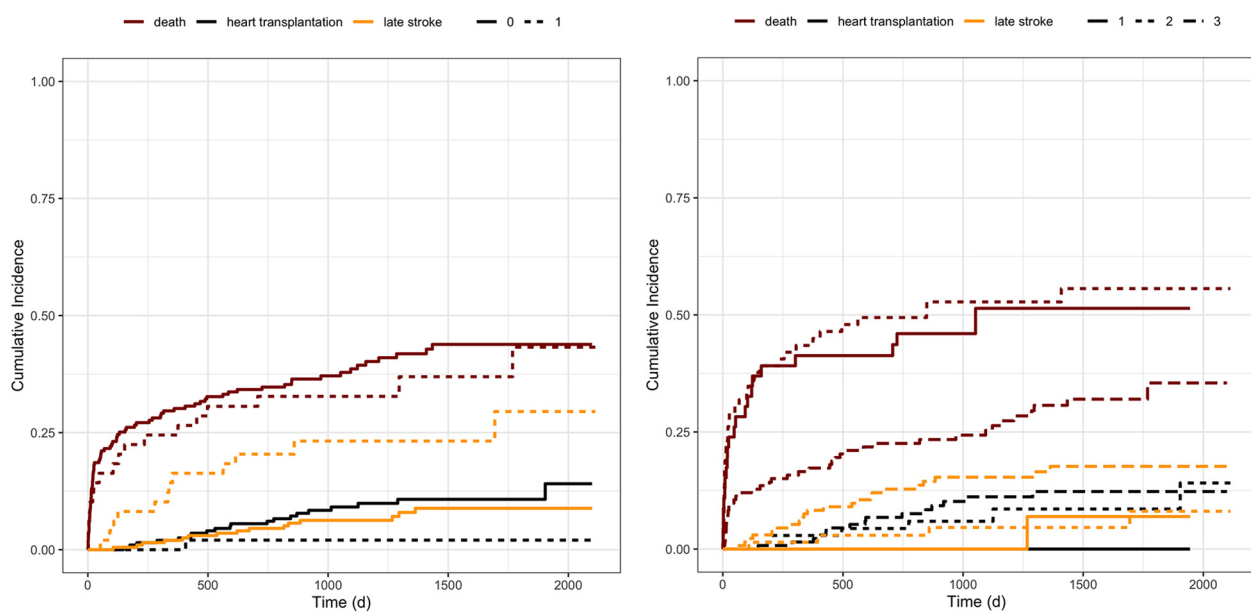 death heart transplantation late stroke 0 1
1.00
0.75
0.50
0.25
0.00
Cumulative Incidence
0 500 1000 1500 2000
Time (d)
death heart transplantation late stroke 1 2 3
1.00
0.75
0.50
0.25
0.00
Cumulative Incidence
0 500 1000 1500 2000
Time (d)